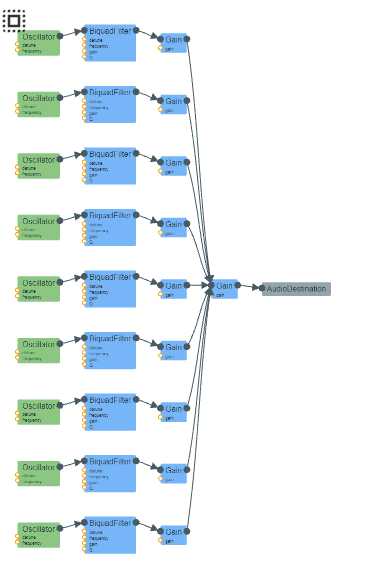 Oscillator
detune
frequency
BiquadFilter
detune
frequency
gain
Q
Gain
gain
Oscillator
detune
frequency
BiquadFilter
detune
frequency
gain
Q
Gain
gain
Oscillator
detune
frequency
BiquadFilter
detune
frequency
gain
Q
Gain
gain
Oscillator
detune
frequency
BiquadFilter
detune
frequency
gain
Q
Gain
gain
Oscillator
detune
frequency
BiquadFilter
detune
frequency
gain
Q
Gain
gain
Gain
gain
AudioDestination
Oscillator
detune
frequency
BiquadFilter
detune
frequency
gain
Q
Gain
gain
Oscillator
detune
frequency
BiquadFilter
detune
frequency
gain
Q
Gain
gain
Oscillator
detune
frequency
BiquadFilter
detune
frequency
gain
Q
Gain
gain
Oscillator
detune
frequency
BiquadFilter
detune
frequency
gain
Q
Gain
gain